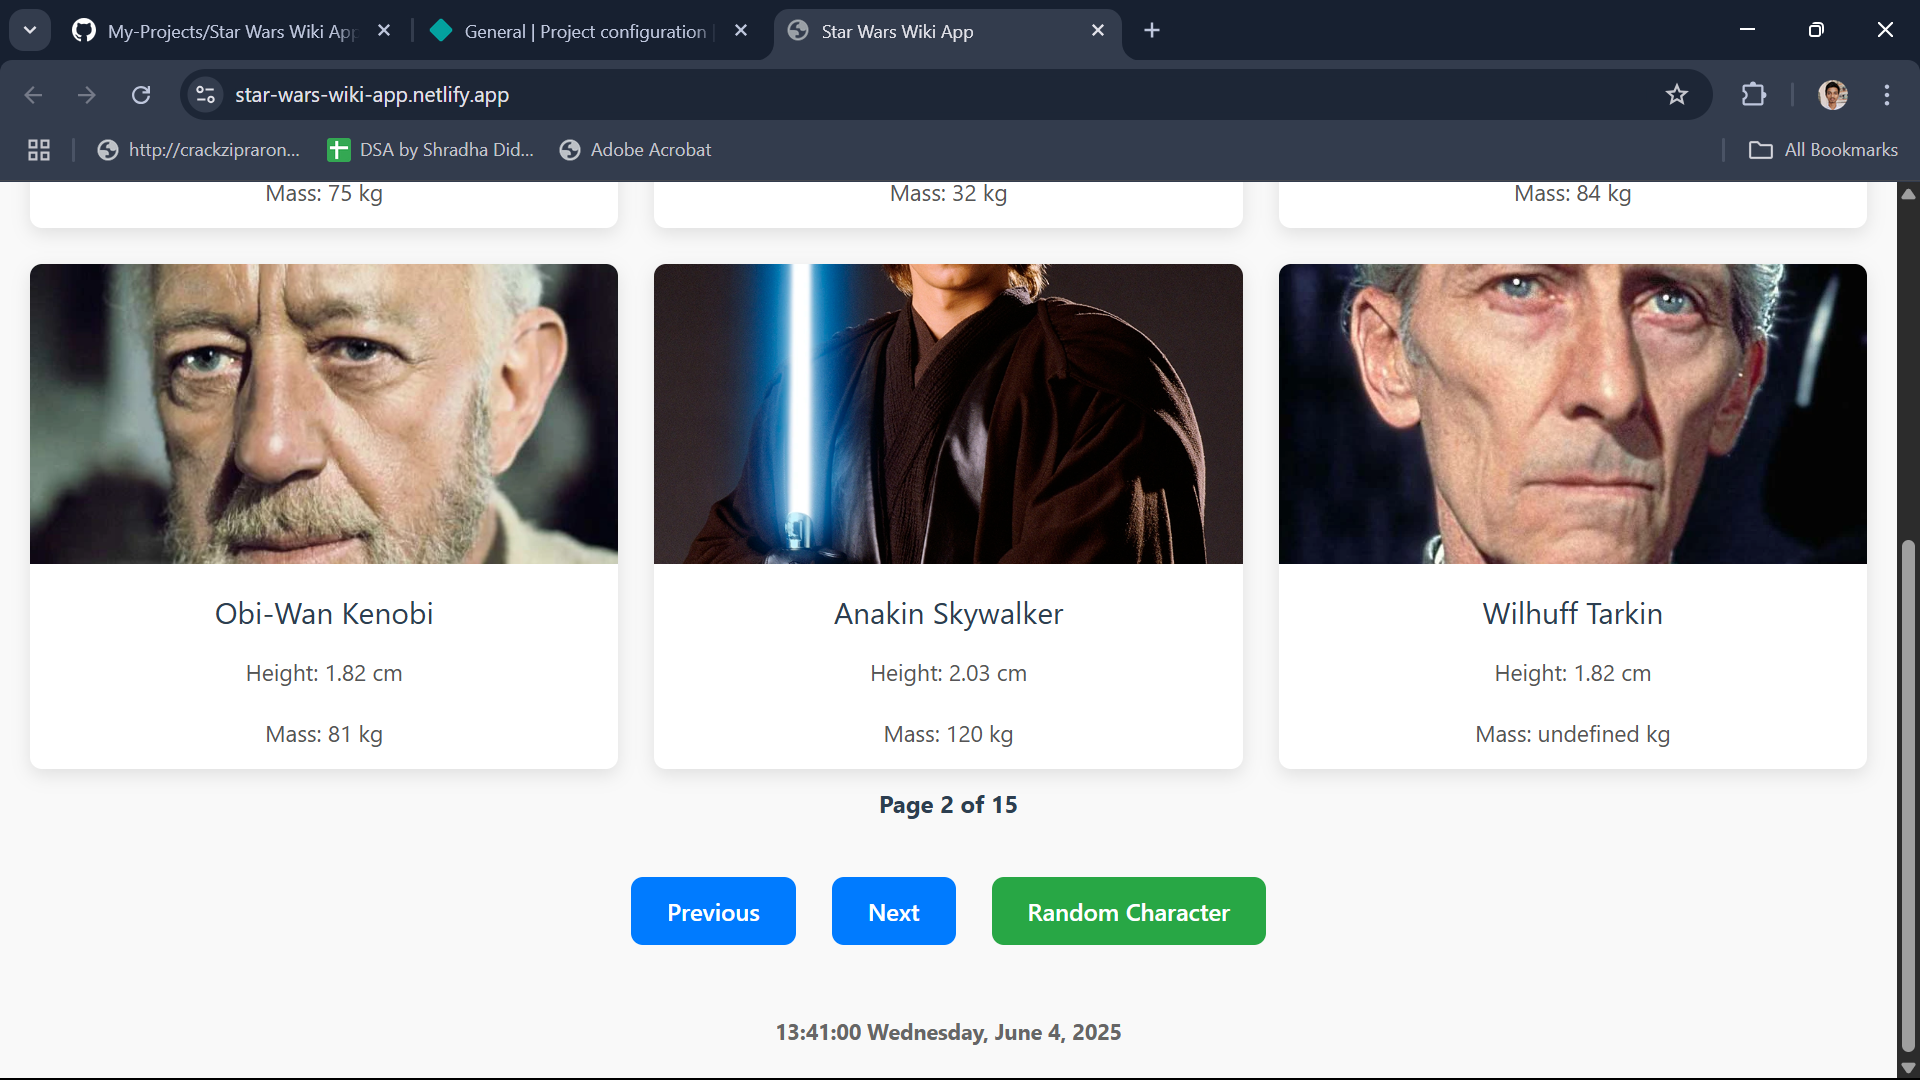 My-Projects/Star Wars Wiki App
General | Project configuration
Star Wars Wiki App
star-wars-wiki-app.netlify.app
http://crackzipraron...
DSA by Shradha Did...
Adobe Acrobat
All Bookmarks
Mass: 75 kg
Mass: 32 kg
Mass: 84 kg
Obi-Wan Kenobi
Height: 1.82 cm
Mass: 81 kg
Anakin Skywalker
Height: 2.03 cm
Mass: 120 kg
Wilhuff Tarkin
Height: 1.82 cm
Mass: undefined kg
Page 2 of 15
Previous
Next
Random Character
13:41:00 Wednesday, June 4, 2025